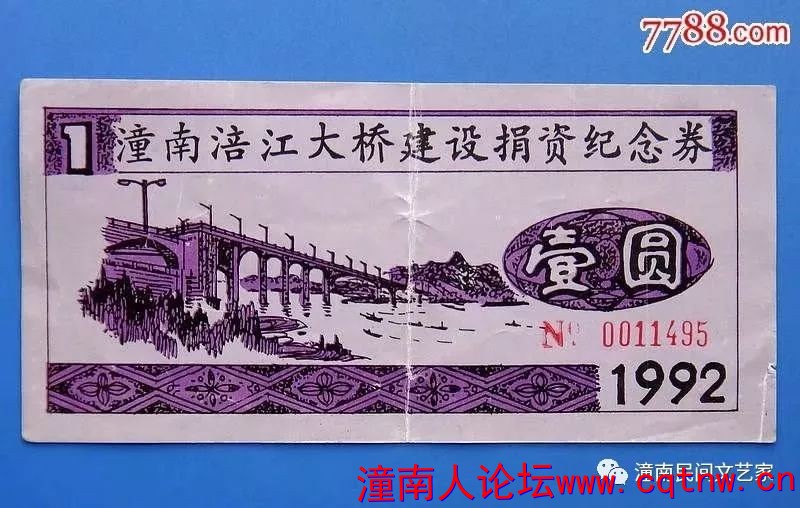 7788.com
1 潼南涪江大桥建设捐资纪念券
壹圆
No 0011495
1992
潼南民间文艺家
潼南人论坛www.cqtnw.cn